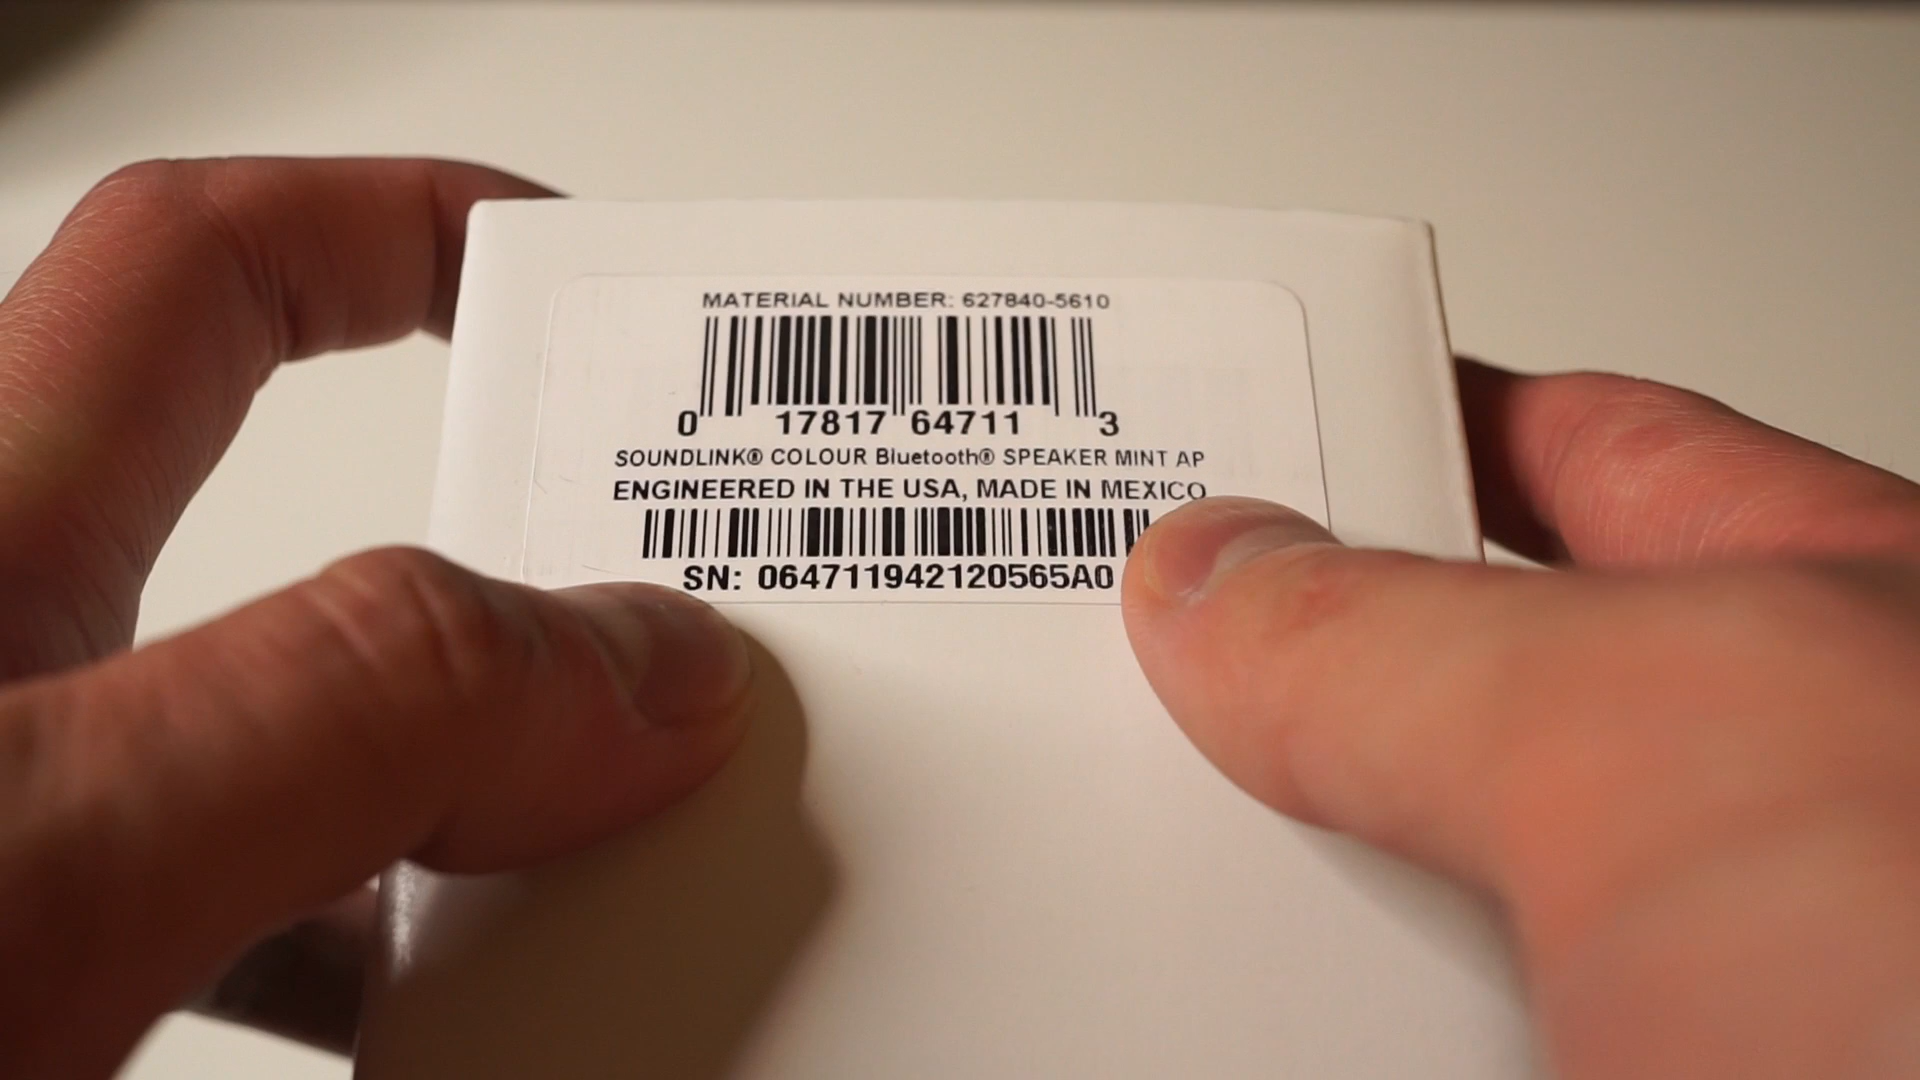 MATERIAL NUMBER: 627840-5610
0 17817 64711 3
SOUNDLINK® COLOUR Bluetooth® SPEAKER MINT AP
ENGINEERED IN THE USA, MADE IN MEXICO
SN: 064711942120565A0